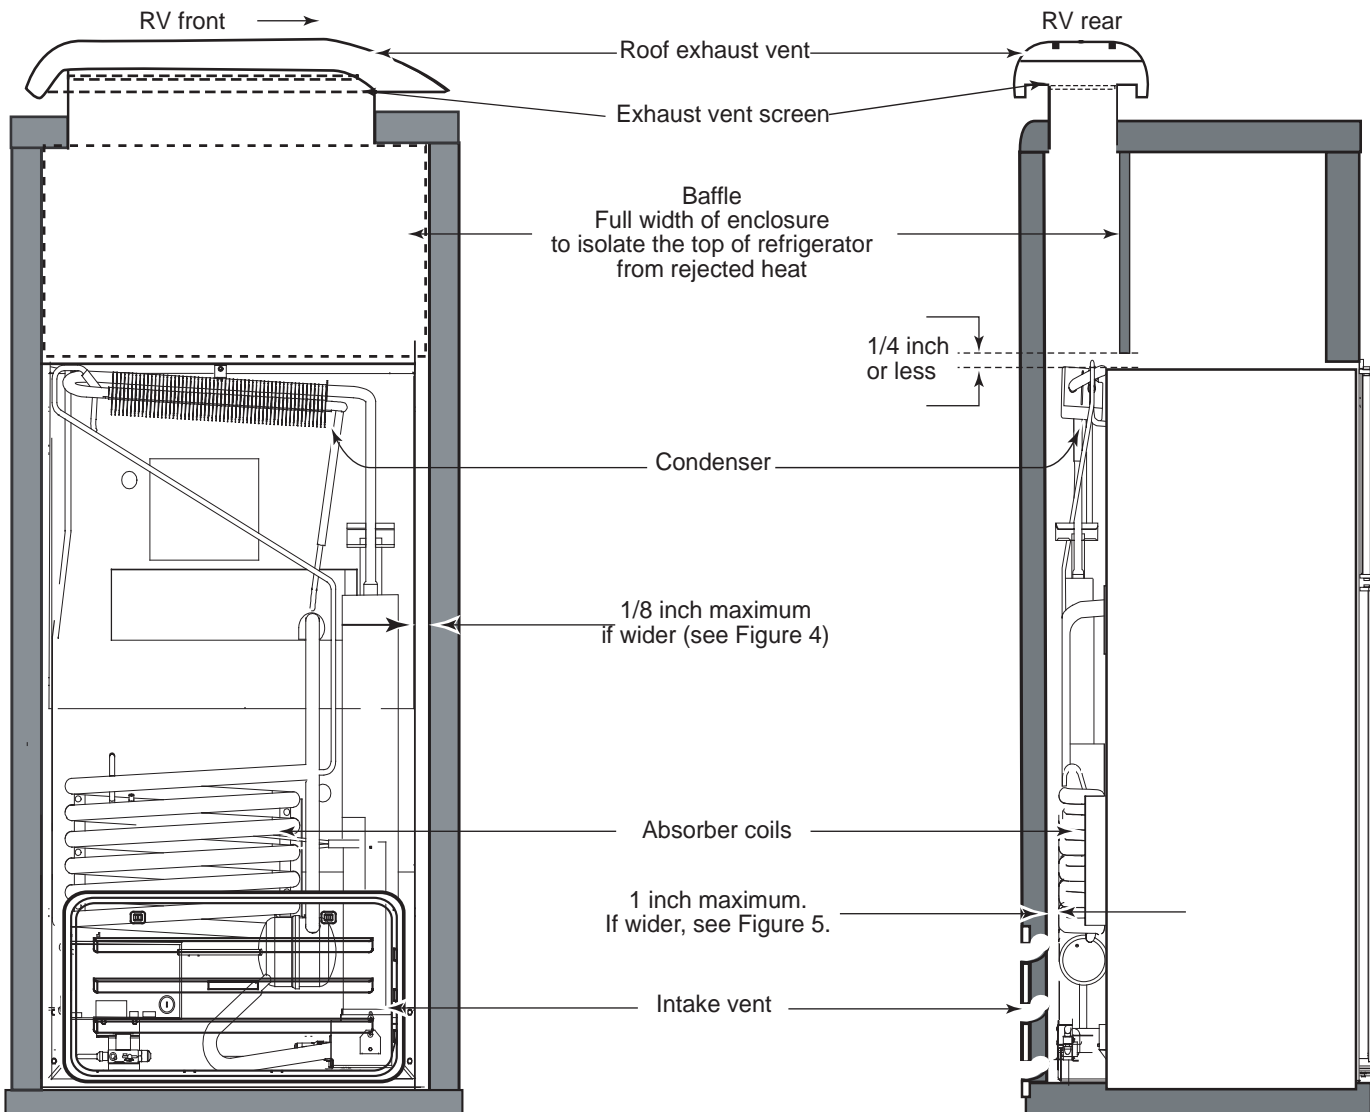 RV front
RV rear
Roof exhaust vent
Exhaust vent screen
Baffle
Full width of enclosure
to isolate the top of refrigerator
from rejected heat
1/4 inch
or less
Condenser
1/8 inch maximum
if wider (see Figure 4)
Absorber coils
1 inch maximum.
If wider, see Figure 5.
Intake vent